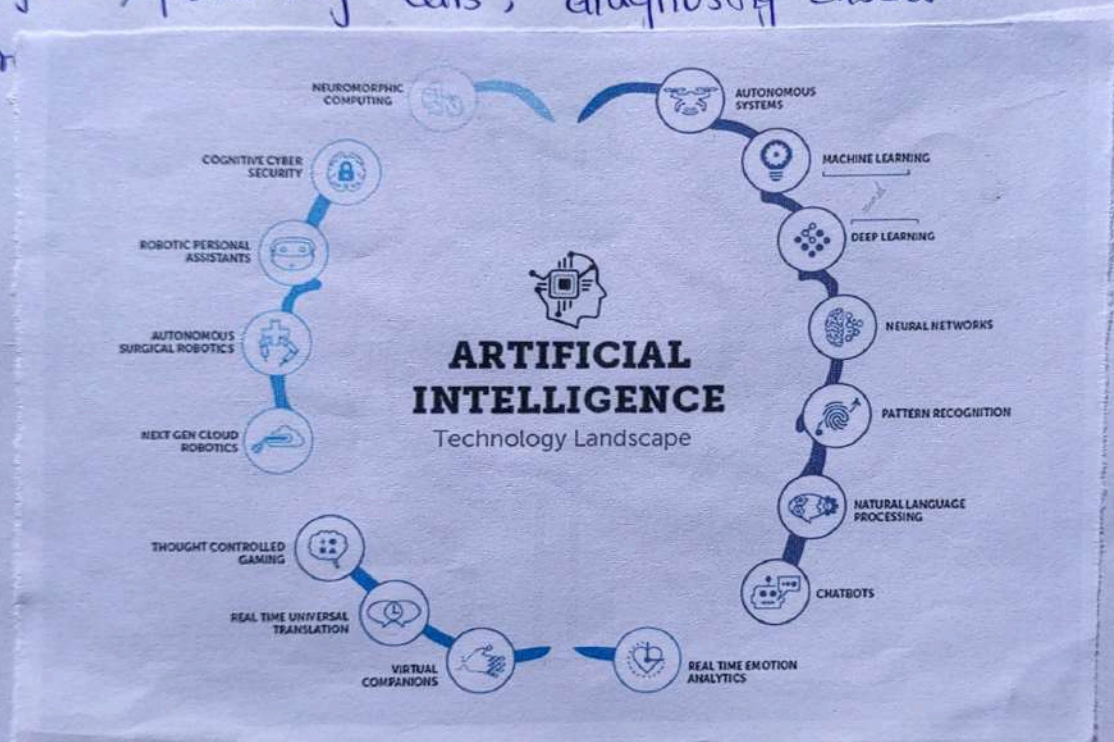 diagnosing
NEUROMORPHIC
COMPUTING
COGNITIVE CYBER
SECURITY
ROBOTIC PERSONAL
ASSISTANTS
AUTONOMOUS
SURGICAL ROBOTICS
NEXT GEN CLOUD
ROBOTICS
THOUGHT CONTROLLED
GAMING
REAL TIME UNIVERSAL
TRANSLATION
VIRTUAL
COMPANIONS
ARTIFICIAL
INTELLIGENCE
Technology Landscape
AUTONOMOUS
SYSTEMS
MACHINE LEARNING
DEEP LEARNING
NEURAL NETWORKS
PATTERN RECOGNITION
NATURAL LANGUAGE
PROCESSING
CHATBOTS
REAL TIME EMOTION
ANALYTICS